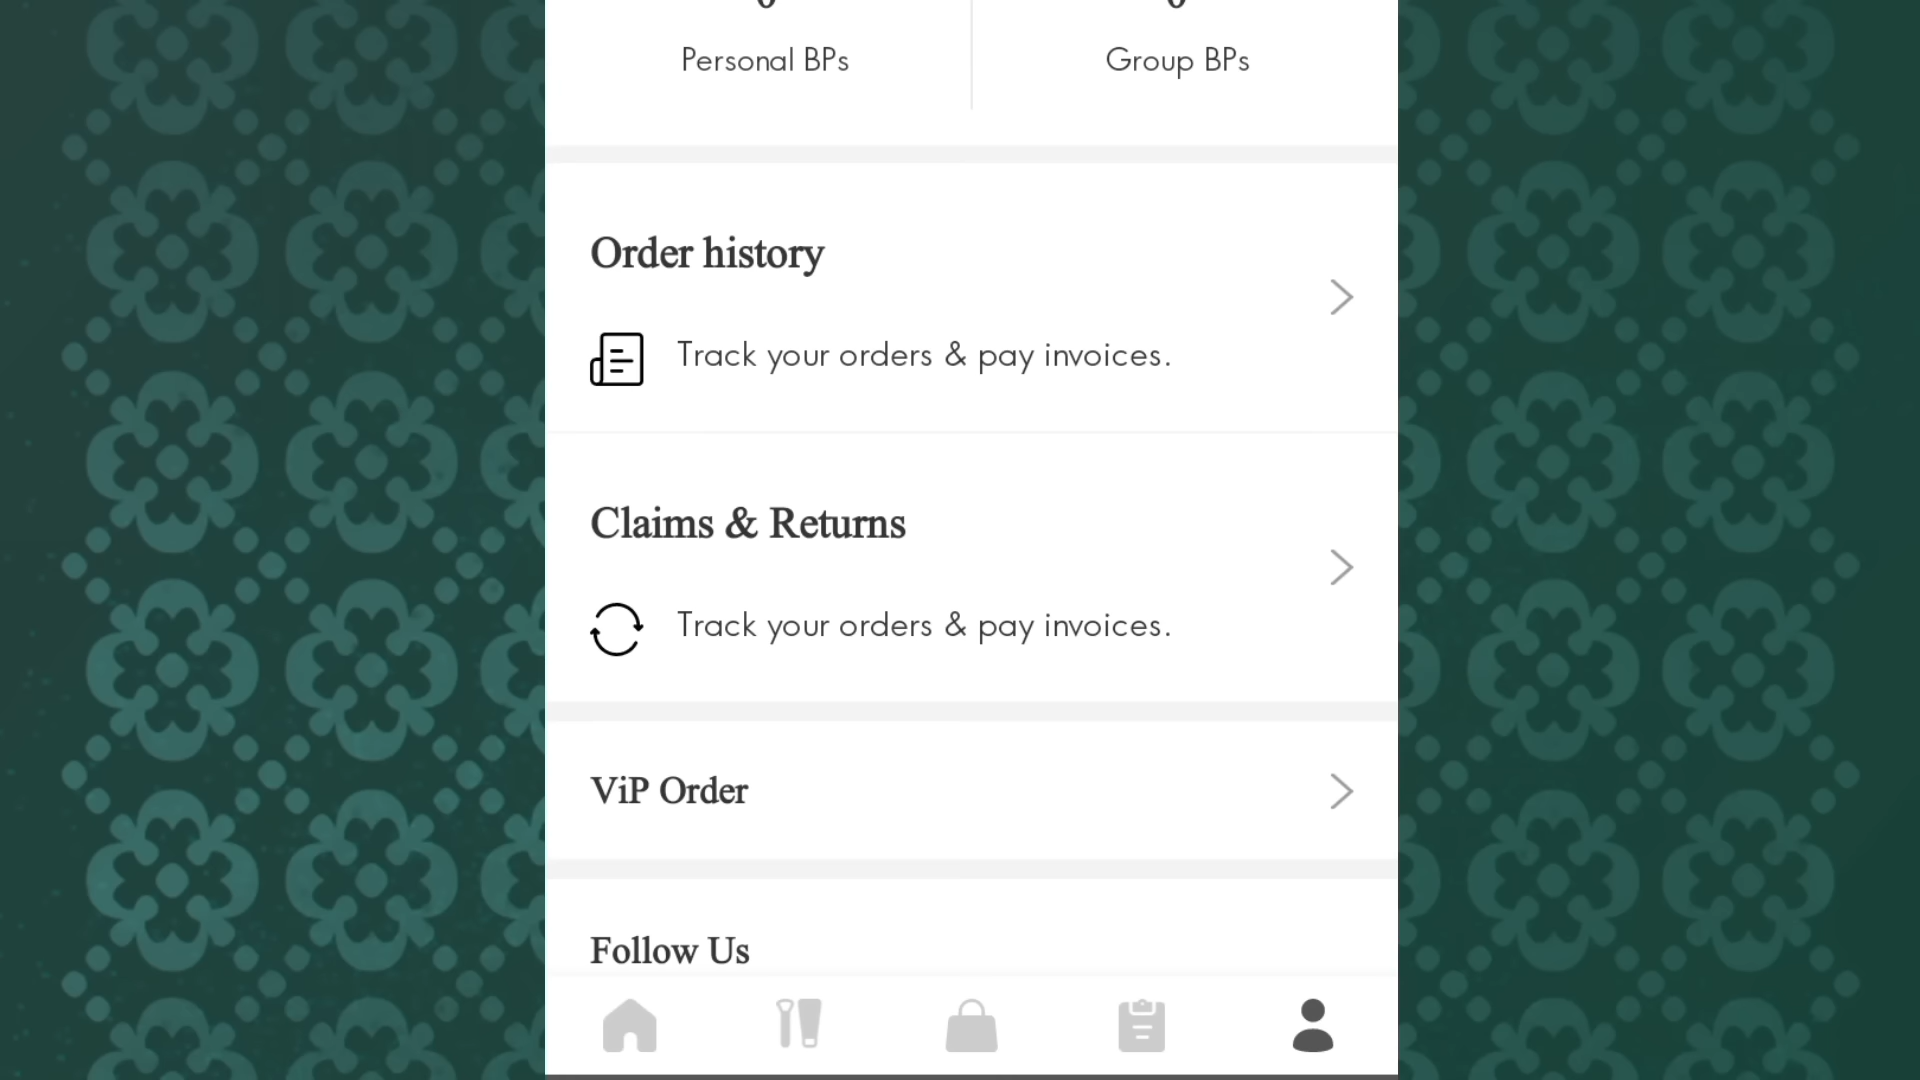 Personal BPs
Group BPs
Order history
Track your orders & pay invoices.
Claims & Returns
Track your orders & pay invoices.
ViP Order
Follow Us